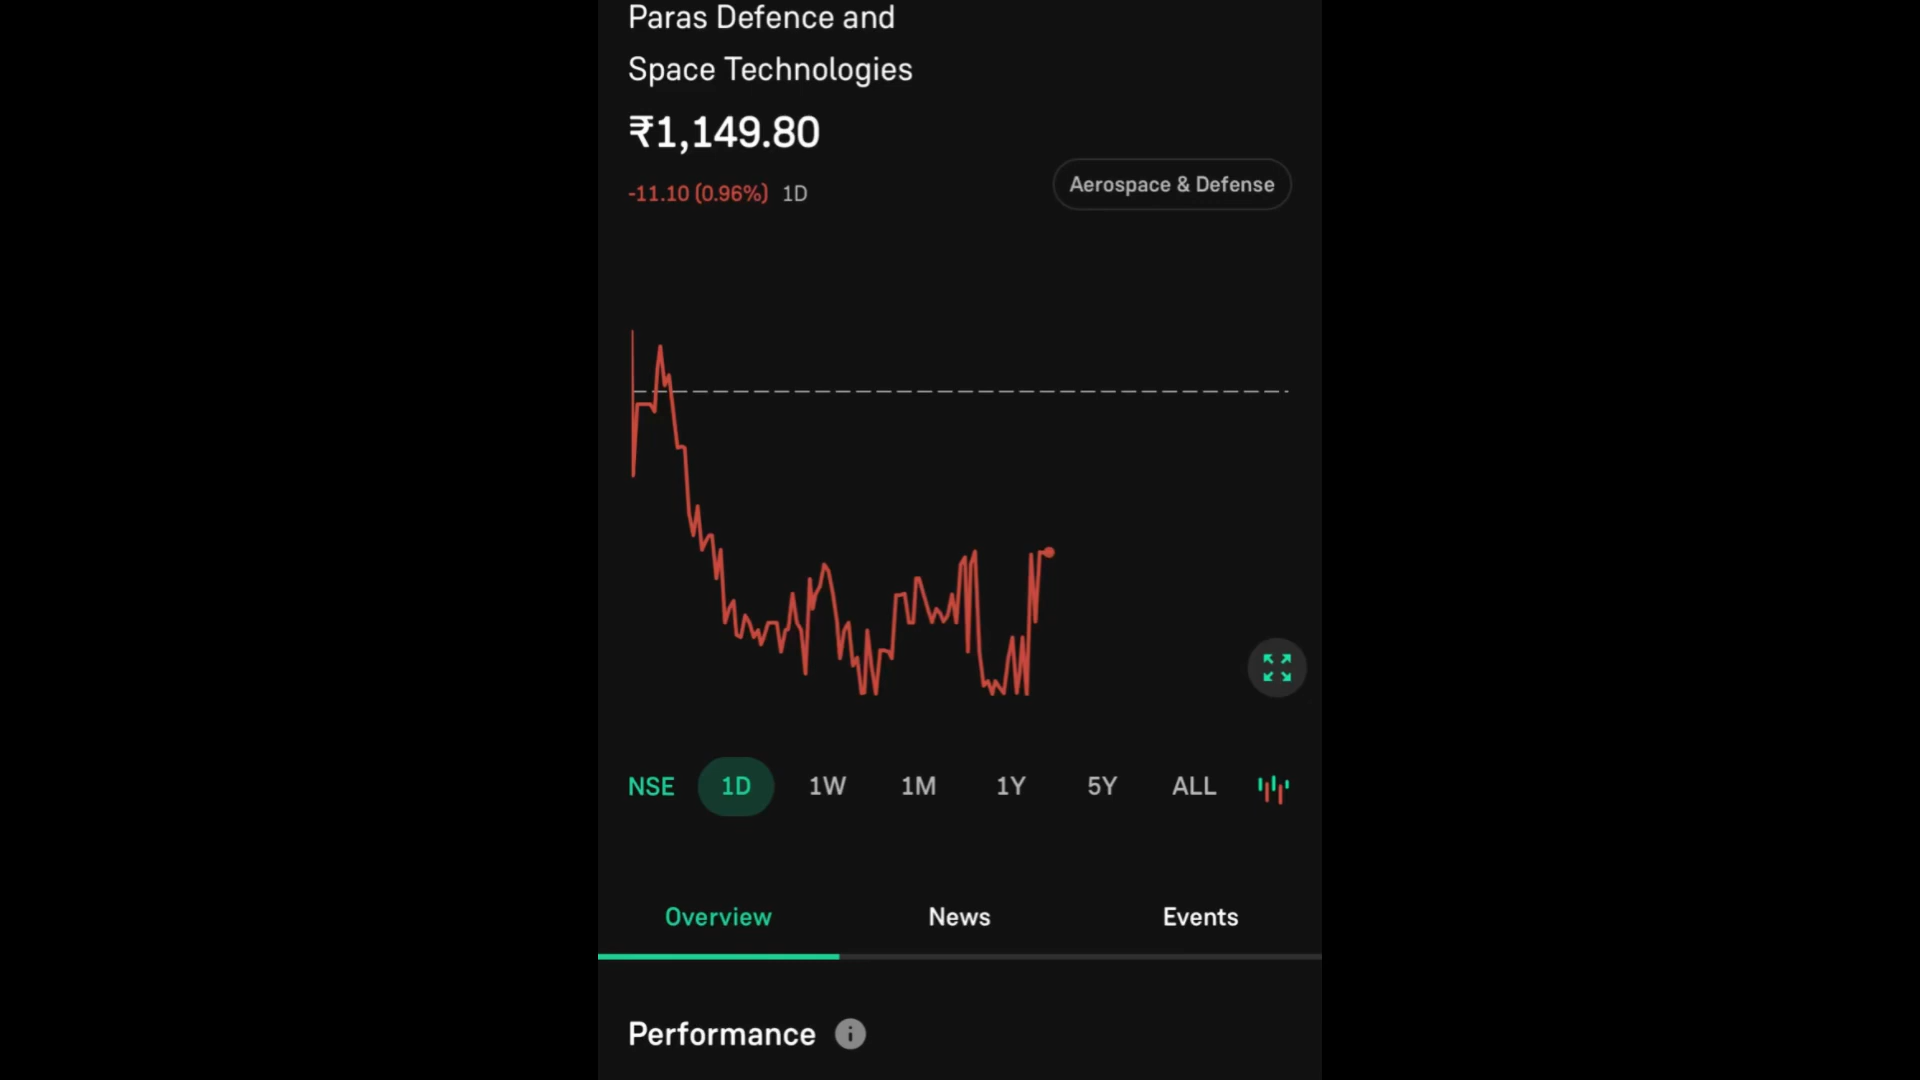 Paras Defence and
Space Technologies
₹1,149.80
-11.10 (0.96%) 1D
Aerospace & Defense
NSE 1D 1W 1M 1Y 5Y ALL
Overview News Events
Performance